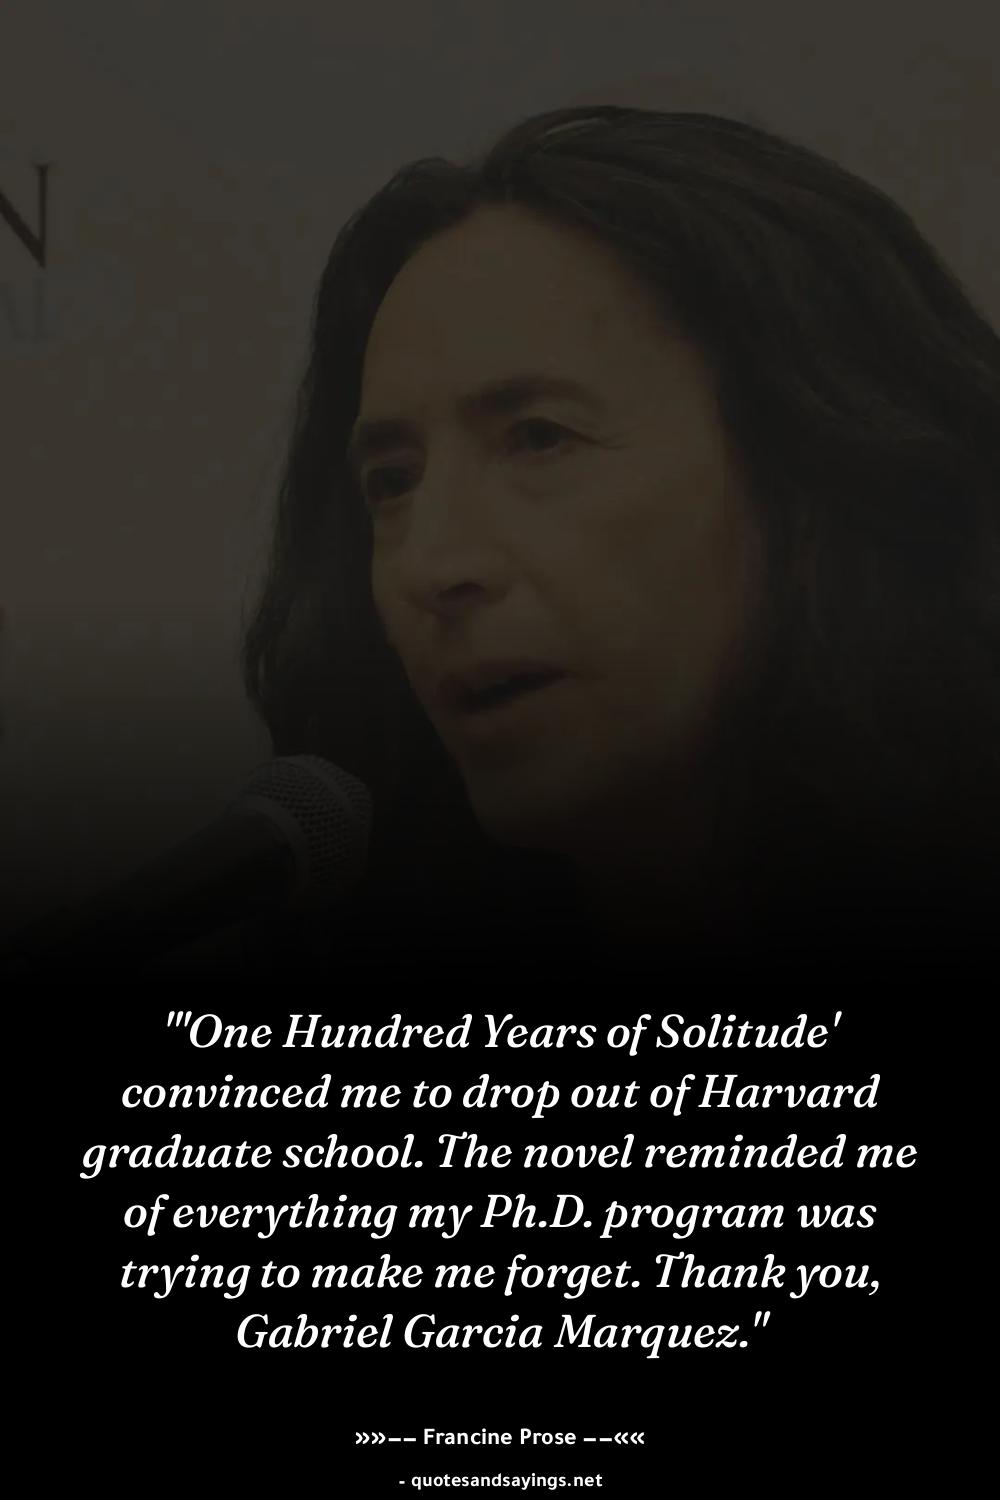 N
"'One Hundred Years of Solitude'
convinced me to drop out of Harvard
graduate school. The novel reminded me
of everything my Ph.D. program was
trying to make me forget. Thank you,
Gabriel Garcia Marquez."
»»—— Francine Prose ——««
- quotesandsayings.net